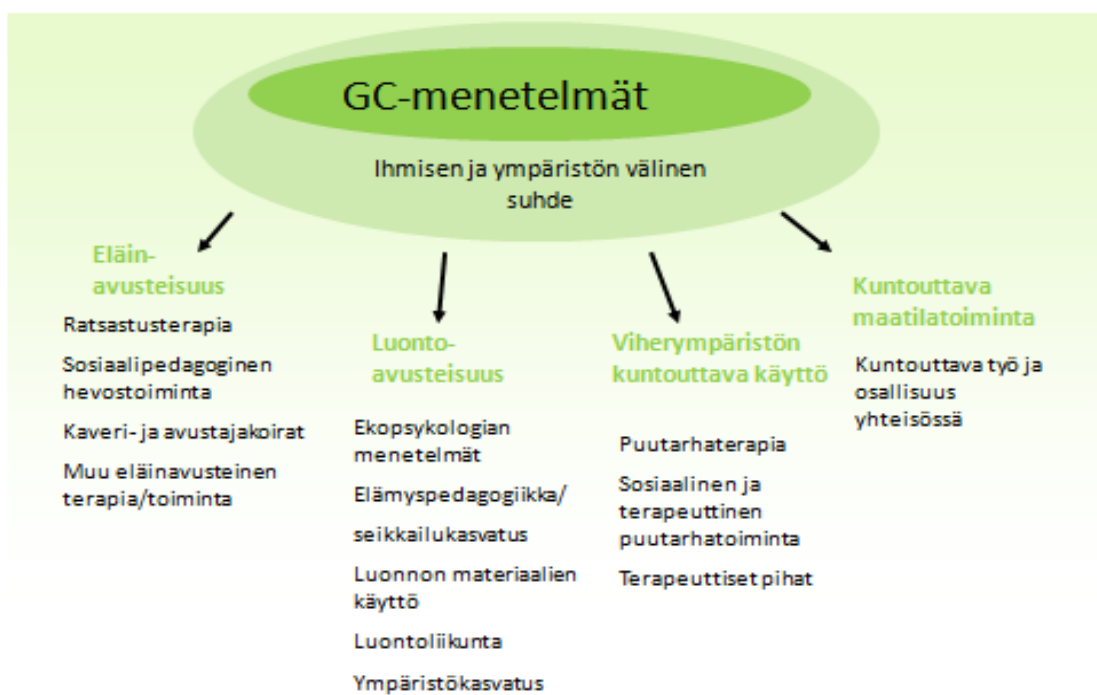 GC-menetelmät
Ihmisen ja ympäristön välinen
suhde
Eläin-
avusteisuus
Ratsastusterapia
Sosiaalipedagoginen
hevostoiminta
Kaveri- ja avustajakoirat
Muu eläinavusteinen
terapia/toiminta
Luonto-
avusteisuus
Ekopsykologian
menetelmät
Elämyspedagogiikka/
seikkailukasvatus
Luonnon materiaalien
käyttö
Luontoliikunta
Ympäristökasvatus
Viherympäristön
kuntouttava käyttö
Puutarhaterapia
Sosiaalinen ja
terapeuttinen
puutarhatoiminta
Terapeuttiset pihat
Kuntouttava
maatilatoiminta
Kuntouttava työ ja
osallisuus
yhteisössä